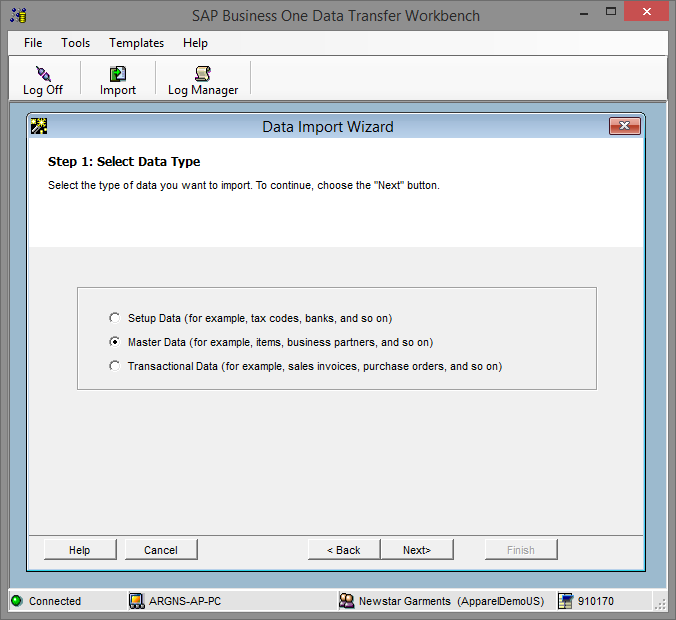 SAP Business One Data Transfer Workbench
File Tools Templates Help
Log Off Import Log Manager
Data Import Wizard
Step 1: Select Data Type
Select the type of data you want to import. To continue, choose the "Next" button.
Setup Data (for example, tax codes, banks, and so on)
Master Data (for example, items, business partners, and so on)
Transactional Data (for example, sales invoices, purchase orders, and so on)
Help Cancel < Back Next> Finish
Connected ARGNS-AP-PC Newstar Garments (ApparelDemoUS) 910170